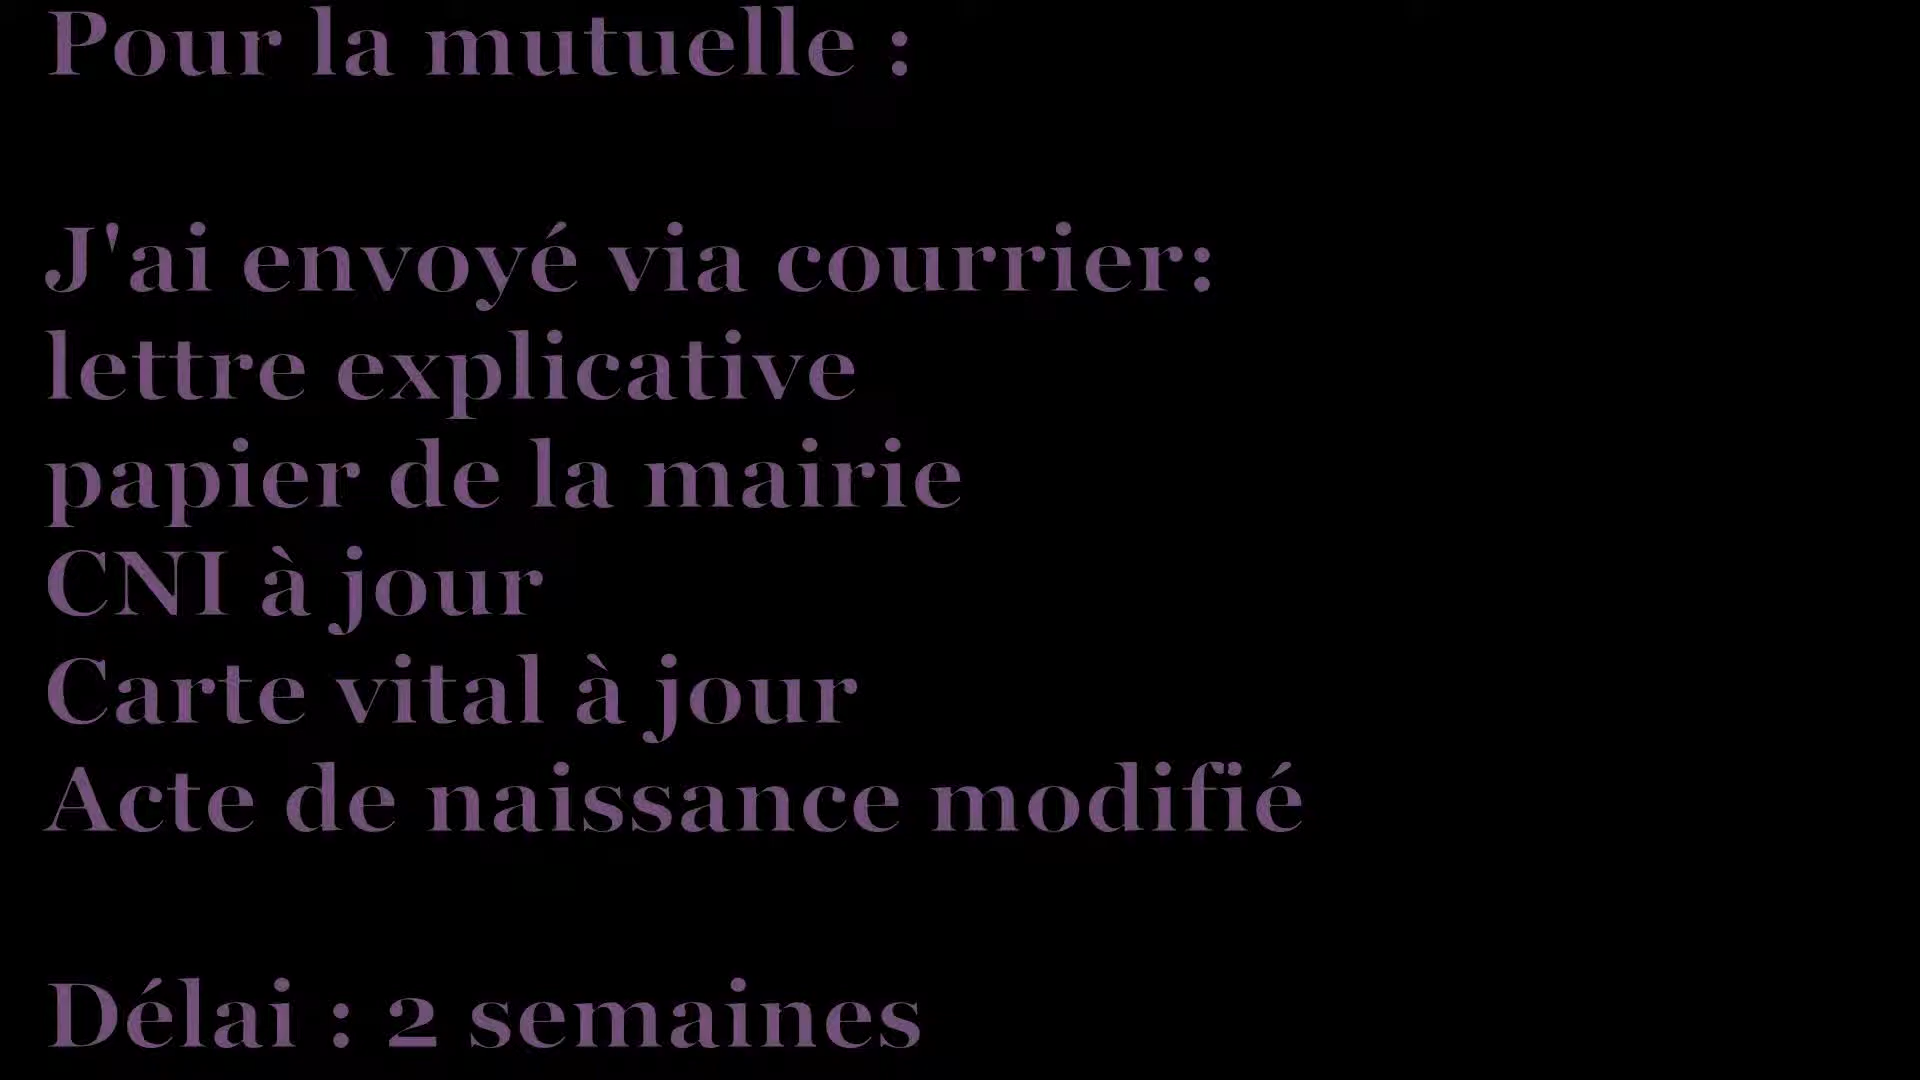 Pour la mutuelle :
J'ai envoyé via courrier:
lettre explicative
papier de la mairie
CNI à jour
Carte vital à jour
Acte de naissance modifié
Délai : 2 semaines